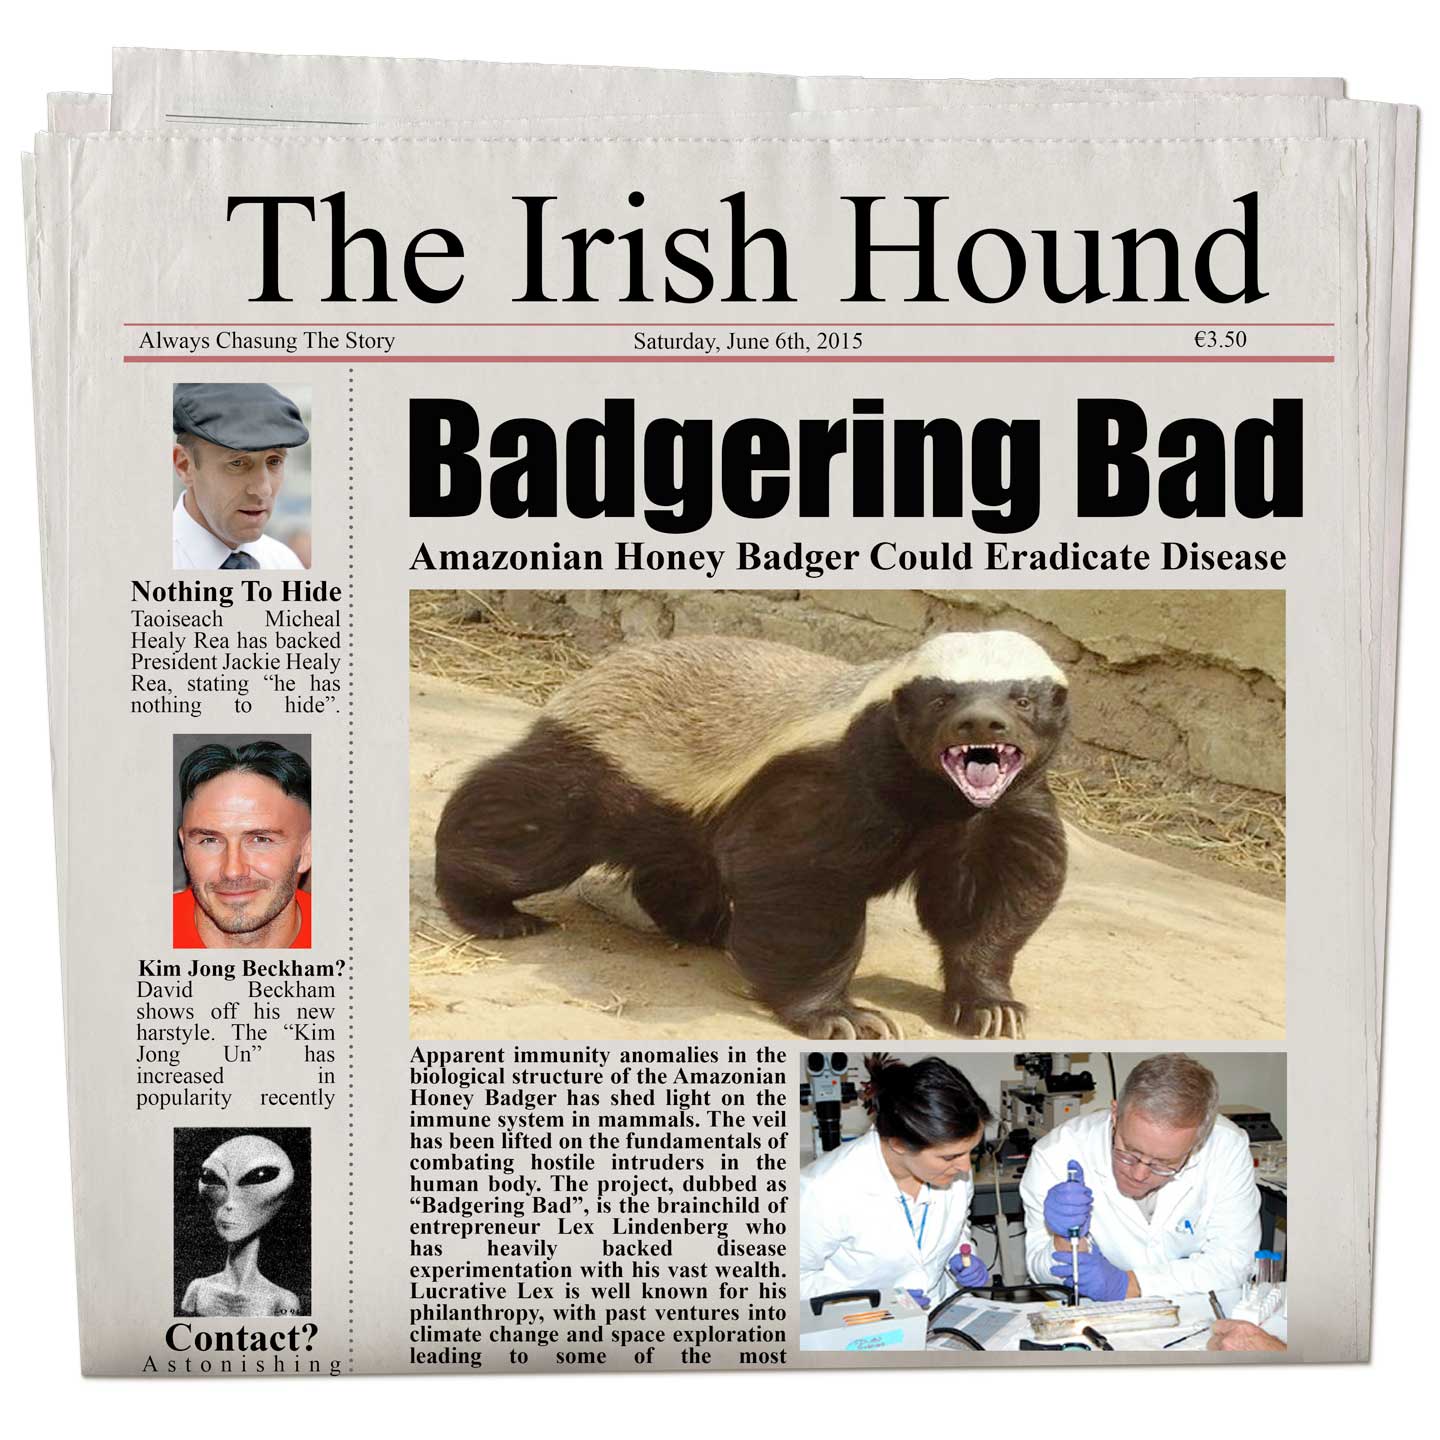 The Irish Hound
Always Chasung The Story
Saturday, June 6th, 2015
€3.50
Nothing To Hide
Taoiseach Micheal
Healy Rea has backed
President Jackie Healy
Rea, stating “he has
nothing to hide”.
Kim Jong Beckham?
David Beckham
shows off his new
harstyle. The “Kim
Jong Un” has
increased in
popularity recently
Contact?
Astonishing
Badgering Bad
Amazonian Honey Badger Could Eradicate Disease
Apparent immunity anomalies in the
biological structure of the Amazonian
Honey Badger has shed light on the
immune system in mammals. The veil
has been lifted on the fundamentals of
combating hostile intruders in the
human body. The project, dubbed as
“Badgering Bad”, is the brainchild of
entrepreneur Lex Lindenberg who
has heavily backed disease
experimentation with his vast wealth.
Lucrative Lex is well known for his
philanthropy, with past ventures into
climate change and space exploration
leading to some of the most